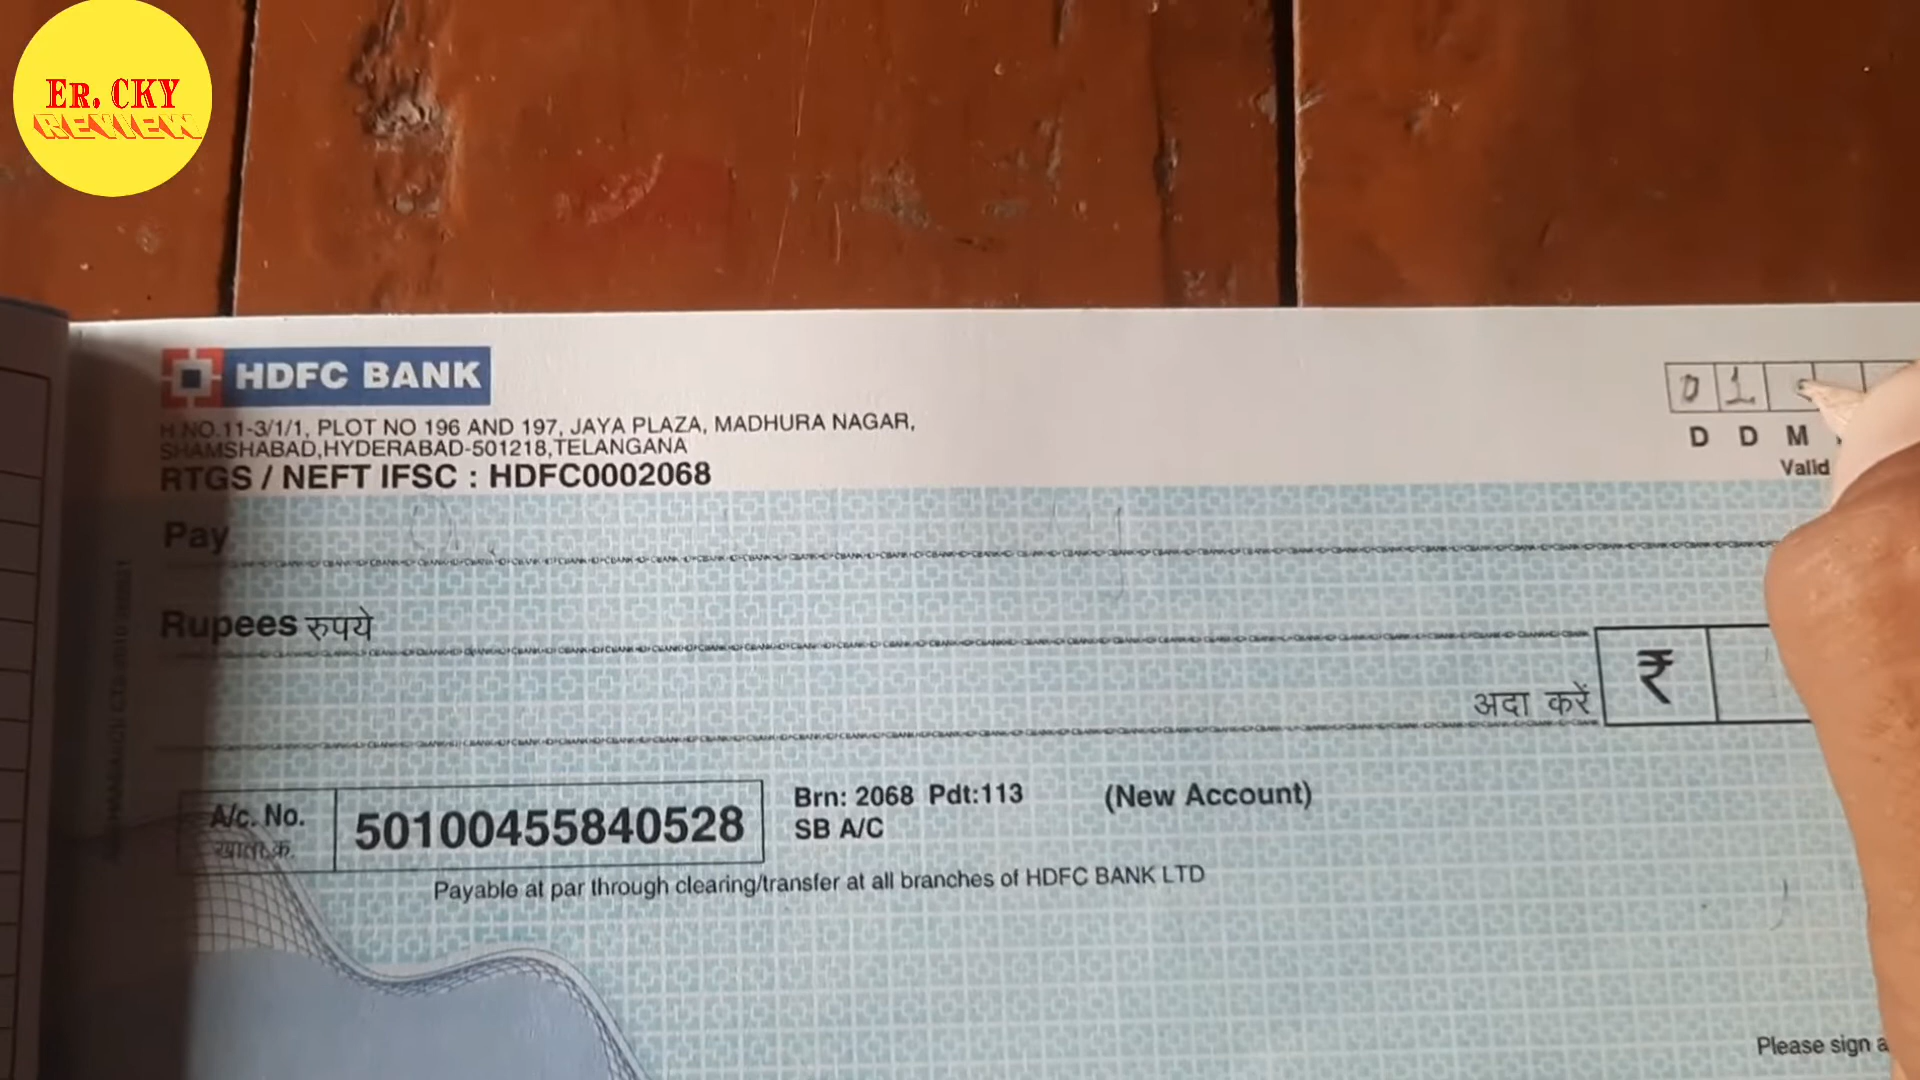 ER. CKY
REVIEW
HDFC BANK
H.NO.11-3/1/1, PLOT NO 196 AND 197, JAYA PLAZA, MADHURA NAGAR,
SHAMSHABAD,HYDERABAD-501218,TELANGANA
RTGS / NEFT IFSC : HDFC0002068
0 1
D D M
Valid
Pay
Rupees रुपये
अदा करें ₹
A/c. No. 50100455840528
खाता क्र.
Brn: 2068 Pdt:113 (New Account)
SB A/C
Payable at par through clearing/transfer at all branches of HDFC BANK LTD
Please sign a